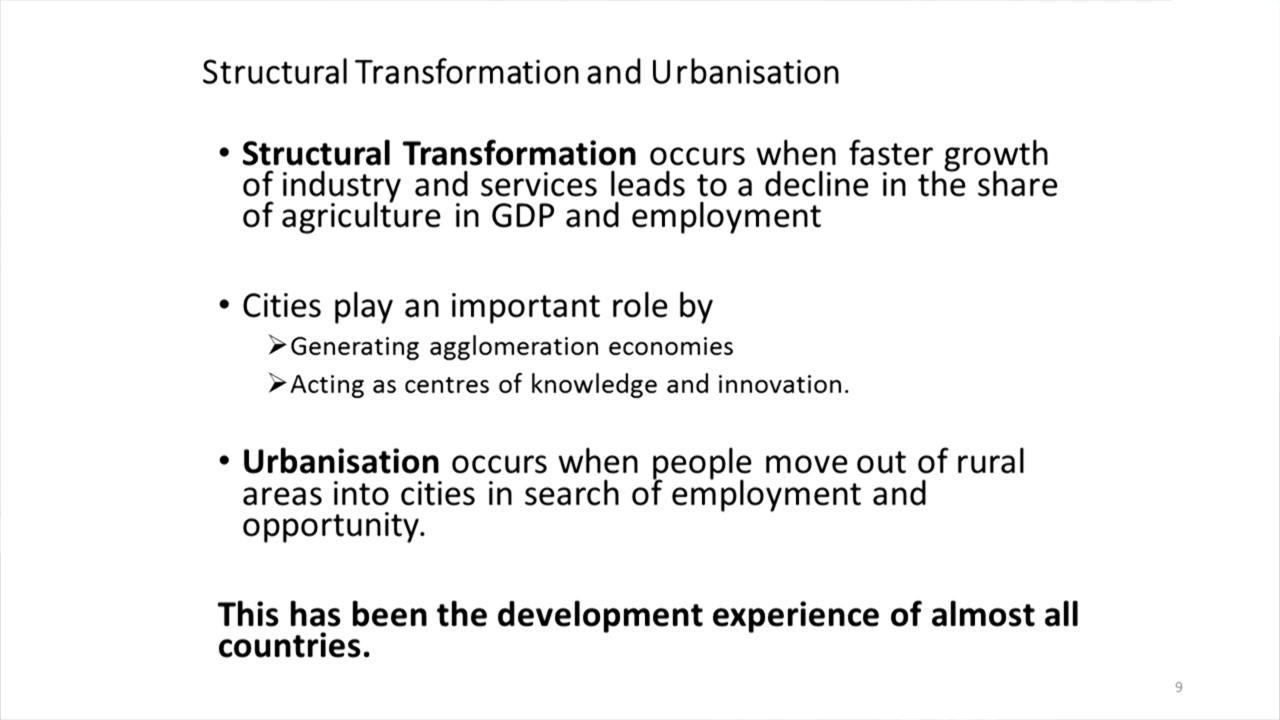 Structural Transformation and Urbanisation
• Structural Transformation occurs when faster growth
of industry and services leads to a decline in the share
of agriculture in GDP and employment
• Cities play an important role by
➢Generating agglomeration economies
➢Acting as centres of knowledge and innovation.
• Urbanisation occurs when people move out of rural
areas into cities in search of employment and
opportunity.
This has been the development experience of almost all
countries.
9